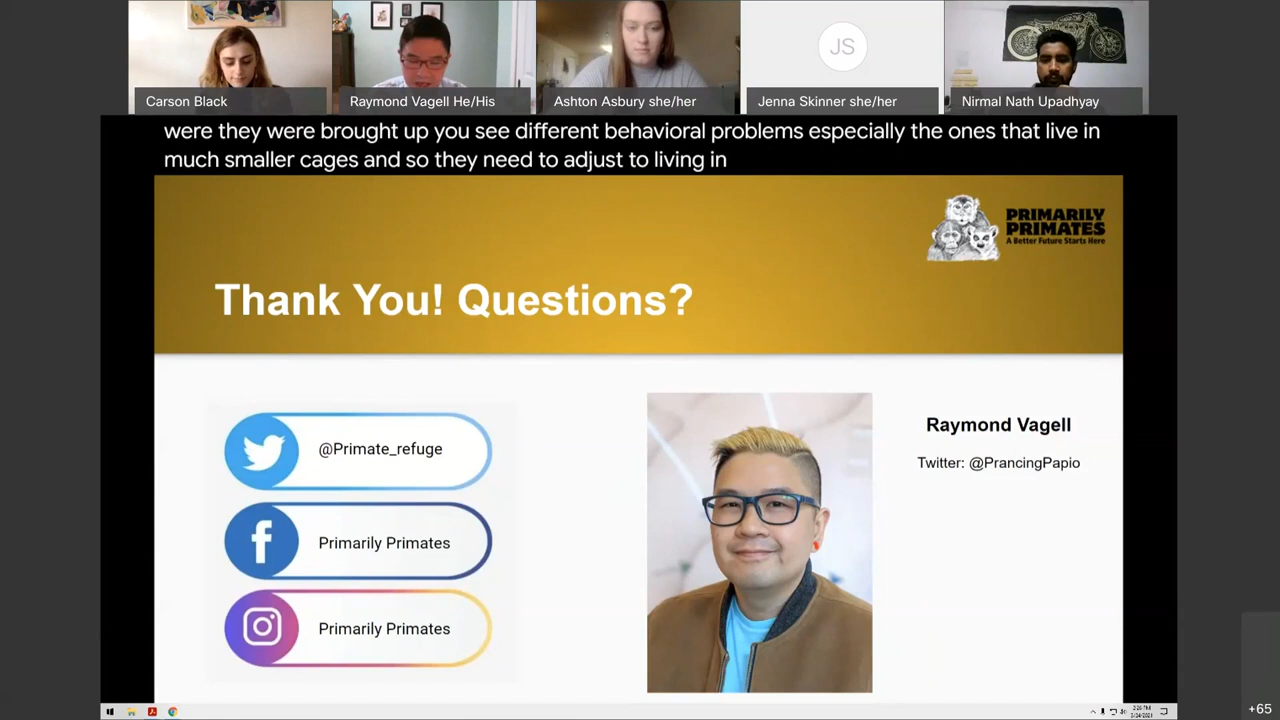 JS
Carson Black
Raymond Vagell He/His
Ashton Asbury she/her
Jenna Skinner she/her
Nirmal Nath Upadhyay
were they were brought up you see different behavioral problems especially the ones that live in
much smaller cages and so they need to adjust to living in
PRIMARILY
PRIMATES
A Better Future Starts Here
Thank You! Questions?
@Primate_refuge
Primarily Primates
Primarily Primates
Raymond Vagell
Twitter: @PrancingPapio
+65